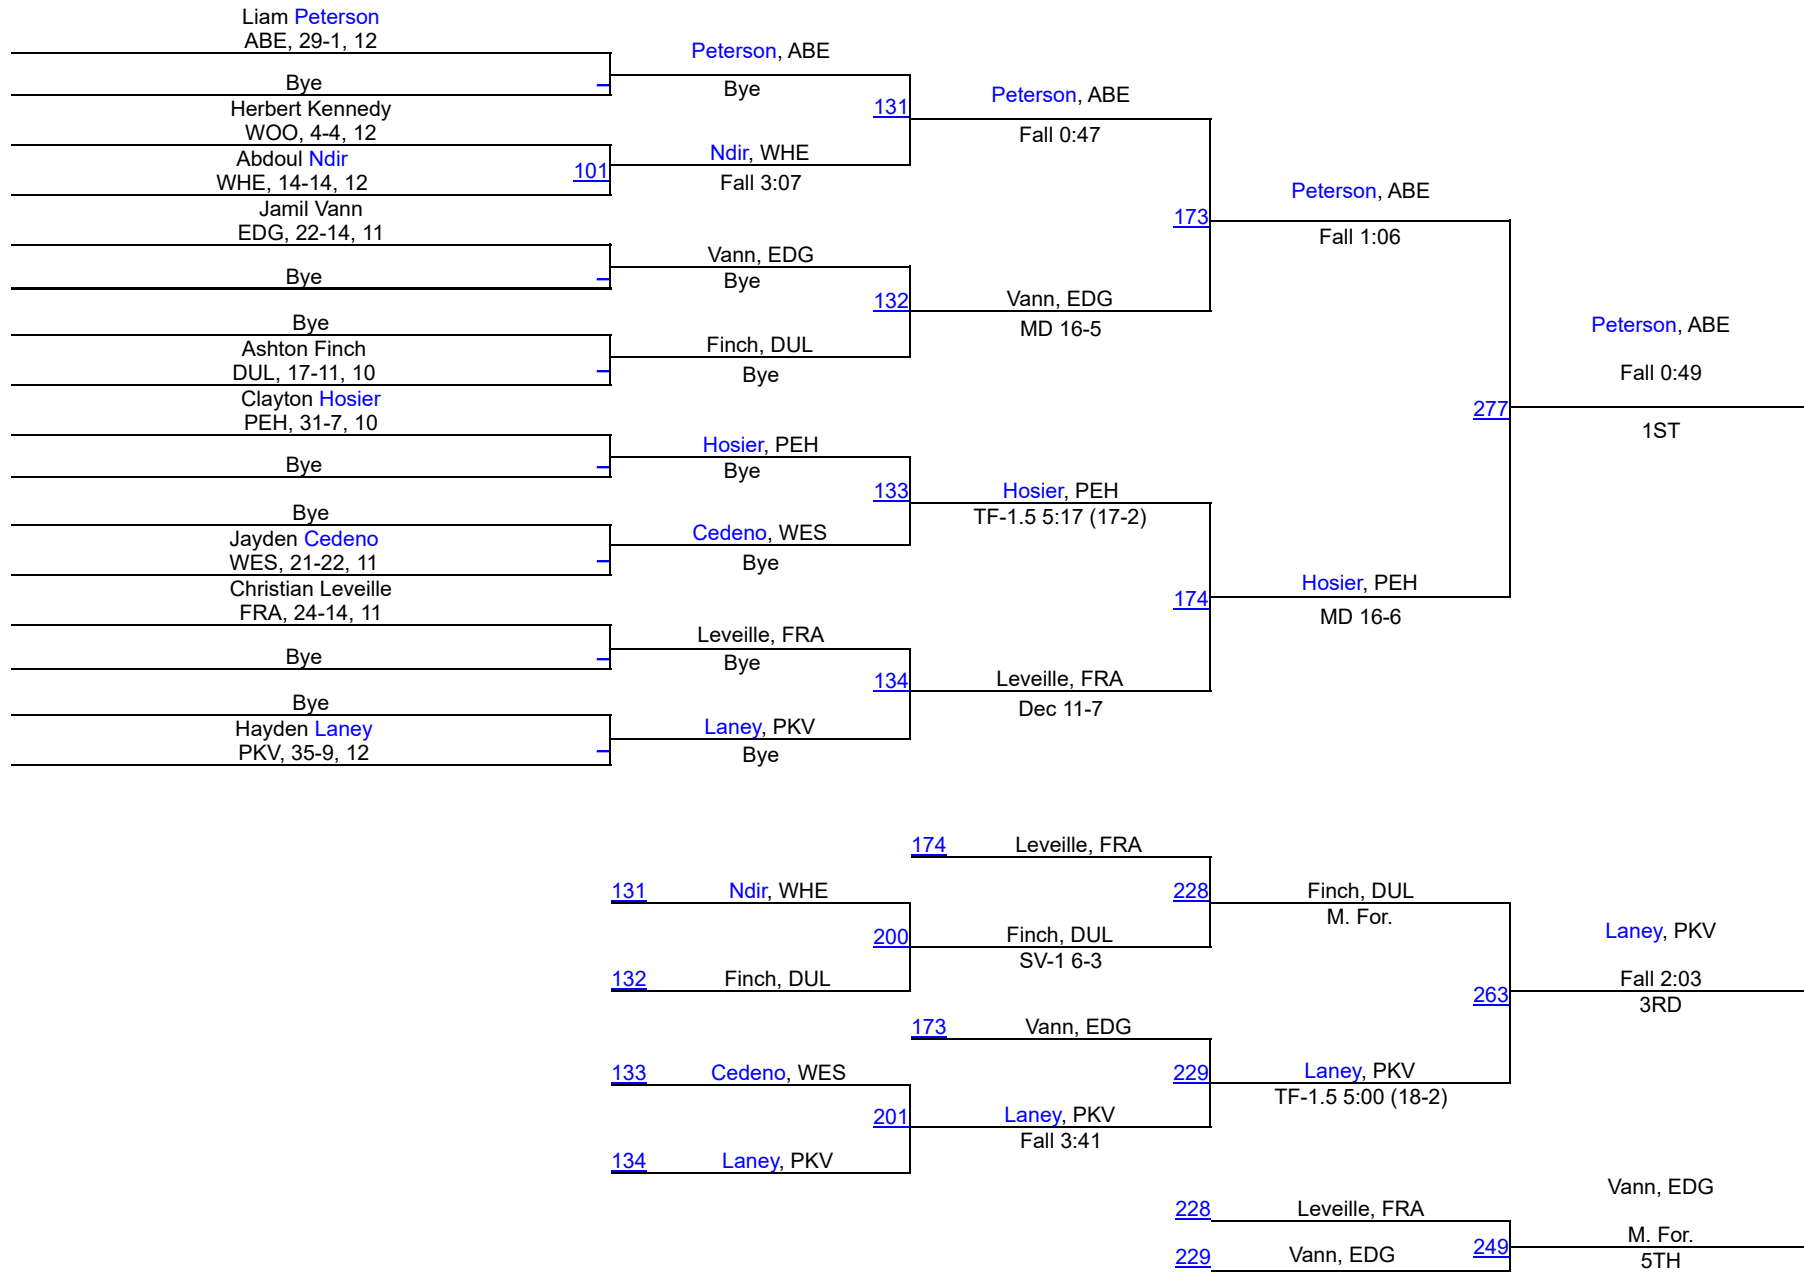 Liam Peterson
ABE, 29-1, 12
Bye
Herbert Kennedy
WOO, 4-4, 12
Abdoul Ndir
WHE, 14-14, 12
101
Jamil Vann
EDG, 22-14, 11
Bye
Bye
Ashton Finch
DUL, 17-11, 10
Clayton Hosier
PEH, 31-7, 10
Bye
Bye
Jayden Cedeno
WES, 21-22, 11
Christian Leveille
FRA, 24-14, 11
Bye
Bye
Hayden Laney
PKV, 35-9, 12
Peterson, ABE
Bye
131
Ndir, WHE
Fall 3:07
Vann, EDG
Bye
132
Finch, DUL
Bye
Hosier, PEH
Bye
133
Cedeno, WES
Bye
Leveille, FRA
Bye
134
Laney, PKV
Bye
Peterson, ABE
Fall 0:47
173
Vann, EDG
MD 16-5
Hosier, PEH
TF-1.5 5:17 (17-2)
174
Leveille, FRA
Dec 11-7
Peterson, ABE
Fall 1:06
277
Hosier, PEH
MD 16-6
Peterson, ABE
Fall 0:49
1ST
131 Ndir, WHE
200
132 Finch, DUL
133 Cedeno, WES
201
134 Laney, PKV
174 Leveille, FRA
228
Finch, DUL
SV-1 6-3
173 Vann, EDG
229
Laney, PKV
Fall 3:41
Finch, DUL
M. For.
263
Laney, PKV
TF-1.5 5:00 (18-2)
Laney, PKV
Fall 2:03
3RD
228 Leveille, FRA
249
229 Vann, EDG
Vann, EDG
M. For.
5TH